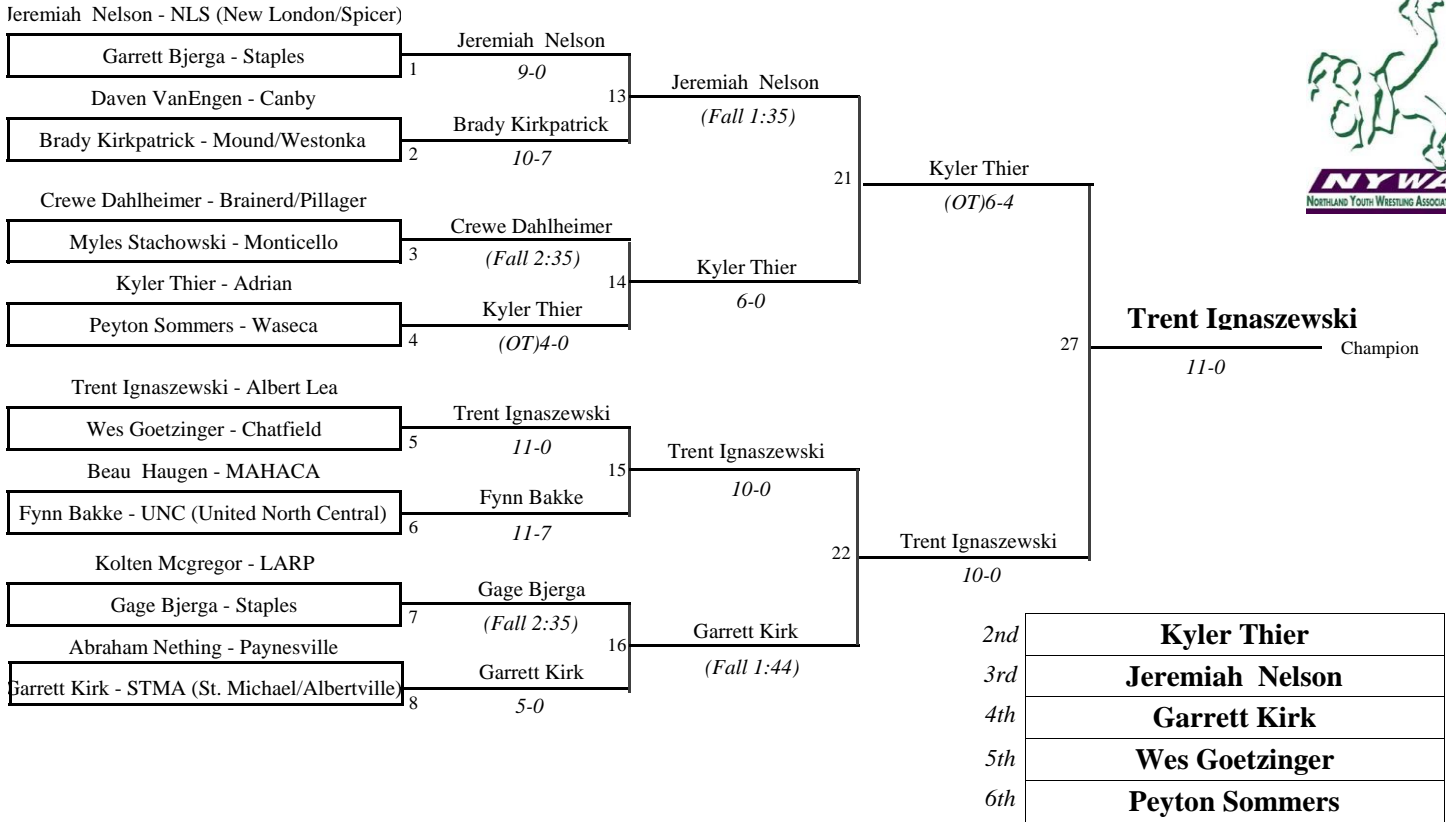 Jeremiah Nelson - NLS (New London/Spicer)
Garrett Bjerga - Staples
1
Daven VanEngen - Canby
Brady Kirkpatrick - Mound/Westonka
2
Crewe Dahlheimer - Brainerd/Pillager
Myles Stachowski - Monticello
3
Kyler Thier - Adrian
Peyton Sommers - Waseca
4
Trent Ignaszewski - Albert Lea
Wes Goetzinger - Chatfield
5
Beau Haugen - MAHACA
Fynn Bakke - UNC (United North Central)
6
Kolten Mcgregor - LARP
Gage Bjerga - Staples
7
Abraham Nething - Paynesville
Garrett Kirk - STMA (St. Michael/Albertville)
8
Jeremiah Nelson
9-0
13
Brady Kirkpatrick
10-7
Crewe Dahlheimer
(Fall 2:35)
14
Kyler Thier
(OT)4-0
Trent Ignaszewski
11-0
15
Fynn Bakke
11-7
Gage Bjerga
(Fall 2:35)
16
Garrett Kirk
5-0
Jeremiah Nelson
(Fall 1:35)
21
Kyler Thier
6-0
Trent Ignaszewski
10-0
22
Garrett Kirk
(Fall 1:44)
Kyler Thier
(OT)6-4
27
Trent Ignaszewski
10-0
Trent Ignaszewski
Champion
11-0
NYWA
NORTHLAND YOUTH WRESTLING
2nd Kyler Thier
3rd Jeremiah Nelson
4th Garrett Kirk
5th Wes Goetzinger
6th Peyton Sommers